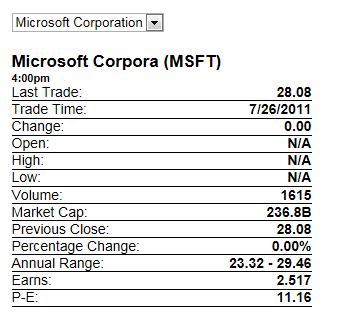 Microsoft Corporation
Microsoft Corpora (MSFT)
4:00pm
Last Trade: 28.08
Trade Time: 7/26/2011
Change: 0.00
Open: N/A
High: N/A
Low: N/A
Volume: 1615
Market Cap: 236.8B
Previous Close: 28.08
Percentage Change: 0.00%
Annual Range: 23.32 - 29.46
Earns: 2.517
P-E: 11.16